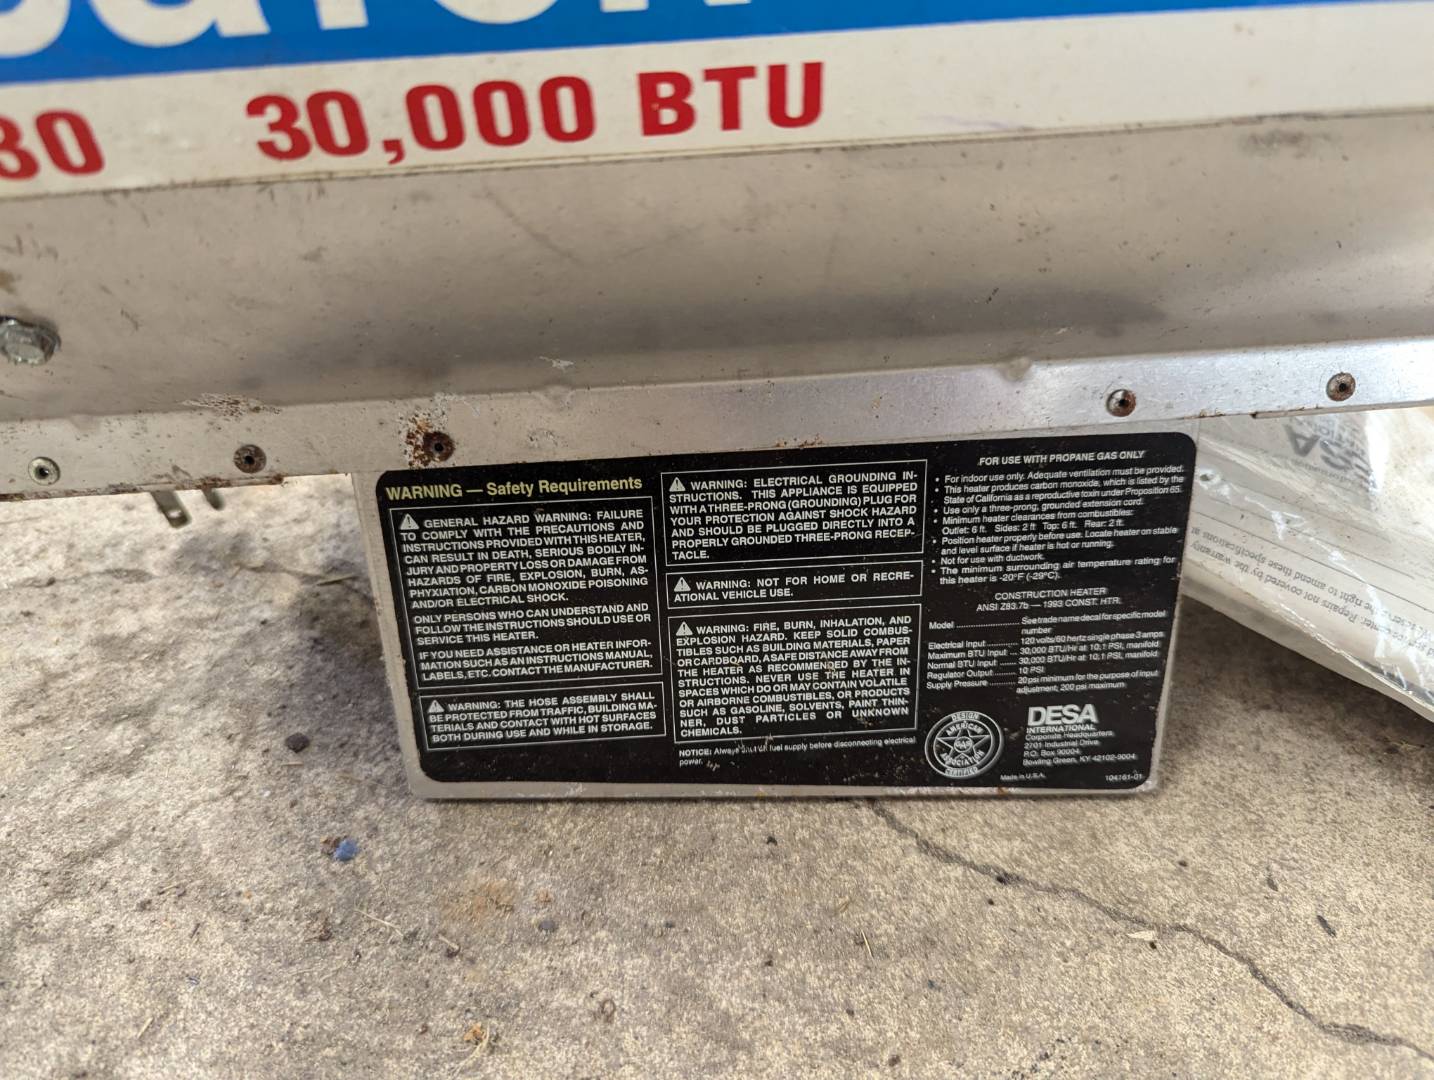 30,000 BTU
WARNING — Safety Requirements
GENERAL HAZARD WARNING: FAILURE
TO COMPLY WITH THE PRECAUTIONS AND
INSTRUCTIONS PROVIDED WITH THIS HEATER,
CAN RESULT IN DEATH, SERIOUS BODILY IN-
JURY AND PROPERTY LOSS OR DAMAGE FROM
HAZARDS OF FIRE, EXPLOSION, BURN, AS-
PHYXIATION, CARBON MONOXIDE POISONING
AND/OR ELECTRICAL SHOCK.
ONLY PERSONS WHO CAN UNDERSTAND AND
FOLLOW THE INSTRUCTIONS SHOULD USE OR
SERVICE THIS HEATER.
IF YOU NEED ASSISTANCE OR HEATER INFOR-
MATION SUCH AS AN INSTRUCTIONS MANUAL,
LABELS, ETC. CONTACT THE MANUFACTURER.
WARNING: THE HOSE ASSEMBLY SHALL
BE PROTECTED FROM TRAFFIC, BUILDING MA-
TERIALS AND CONTACT WITH HOT SURFACES
BOTH DURING USE AND WHILE IN STORAGE.
WARNING: ELECTRICAL GROUNDING IN-
STRUCTIONS. THIS APPLIANCE IS EQUIPPED
WITH A THREE-PRONG (GROUNDING) PLUG FOR
YOUR PROTECTION AGAINST SHOCK HAZARD
AND SHOULD BE PLUGGED DIRECTLY INTO A
PROPERLY GROUNDED THREE-PRONG RECEP-
TACLE.
WARNING: NOT FOR HOME OR RECRE-
ATIONAL VEHICLE USE.
WARNING: FIRE, BURN, INHALATION, AND
EXPLOSION HAZARD. KEEP SOLID COMBUS-
TIBLES SUCH AS BUILDING MATERIALS, PAPER
OR CARDBOARD, A SAFE DISTANCE AWAY FROM
THE HEATER AS RECOMMENDED BY THE IN-
STRUCTIONS. NEVER USE THE HEATER IN
SPACES WHICH DO OR MAY CONTAIN VOLATILE
OR AIRBORNE COMBUSTIBLES, OR PRODUCTS
SUCH AS GASOLINE, SOLVENTS, PAINT THIN-
NER, DUST PARTICLES OR UNKNOWN
CHEMICALS.
NOTICE: Always fuel supply before disconnecting electrical
power.
FOR USE WITH PROPANE GAS ONLY
• For indoor use only. Adequate ventilation must be provided.
• This heater produces carbon monoxide, which is listed by the
State of California as a reproductive toxin under Proposition 65.
• Use only a three-prong, grounded extension cord.
• Minimum heater clearances from combustibles:
Outlet: 6 ft. Sides: 2 ft Top: 6 ft. Rear: 2 ft.
• Position heater properly before use. Locate heater on stable
and level surface if heater is hot or running.
• Not for use with ductwork.
• The minimum surrounding air temperature rating for
this heater is -20°F (-29°C).
CONSTRUCTION HEATER
ANSI Z83.7b — 1993 CONST. HTR.
Model ........ See trade name decal for specific model
number
Electrical Input ........ 120 volts/60 hertz single phase 3 amps
Maximum BTU Input ... 30,000 BTU/Hr at 10.1 PSI, manifold
Normal BTU Input ....... 30,000 BTU/Hr at 10.1 PSI, manifold
Regulator Output ........ 10 PSI
Supply Pressure ........ 20 psi minimum for the purpose of input
adjustment; 200 psi maximum
DESIGN
AMERICAN
GAS
ASSOCIATION
CERTIFIED
DESA
INTERNATIONAL
Corporate Headquarters
2701 Industrial Drive
P.O. Box 90004
Bowling Green, KY 42102-9004
Made in U.S.A.
104161-01
Repairs not covered by the warranty
the right to amend these specifications at